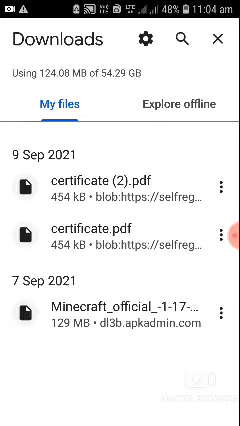 48% 11:04 am
Downloads
Using 124.08 MB of 54.29 GB
My files
Explore offline
9 Sep 2021
certificate (2).pdf
454 kB • blob:https://selfreg...
certificate.pdf
454 kB • blob:https://selfreg...
7 Sep 2021
Minecraft_official_-1-17-...
129 MB • dl3b.apkadmin.com